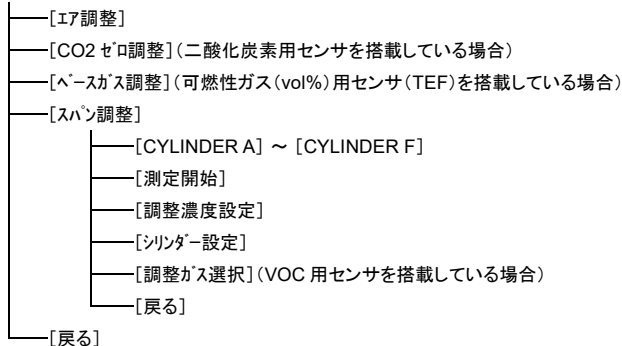 [ｴｱ調整]
[CO2 ｾﾞﾛ調整](二酸化炭素用センサを搭載している場合)
[ﾍﾞｰｽｶﾞｽ調整](可燃性ガス(vol%)用センサ(TEF)を搭載している場合)
[ｽﾊﾟﾝ調整]
[CYLINDER A] ～ [CYLINDER F]
[測定開始]
[調整濃度設定]
[ｼﾘﾝﾀﾞｰ設定]
[調整ｶﾞｽ選択](VOC 用センサを搭載している場合)
[戻る]
[戻る]